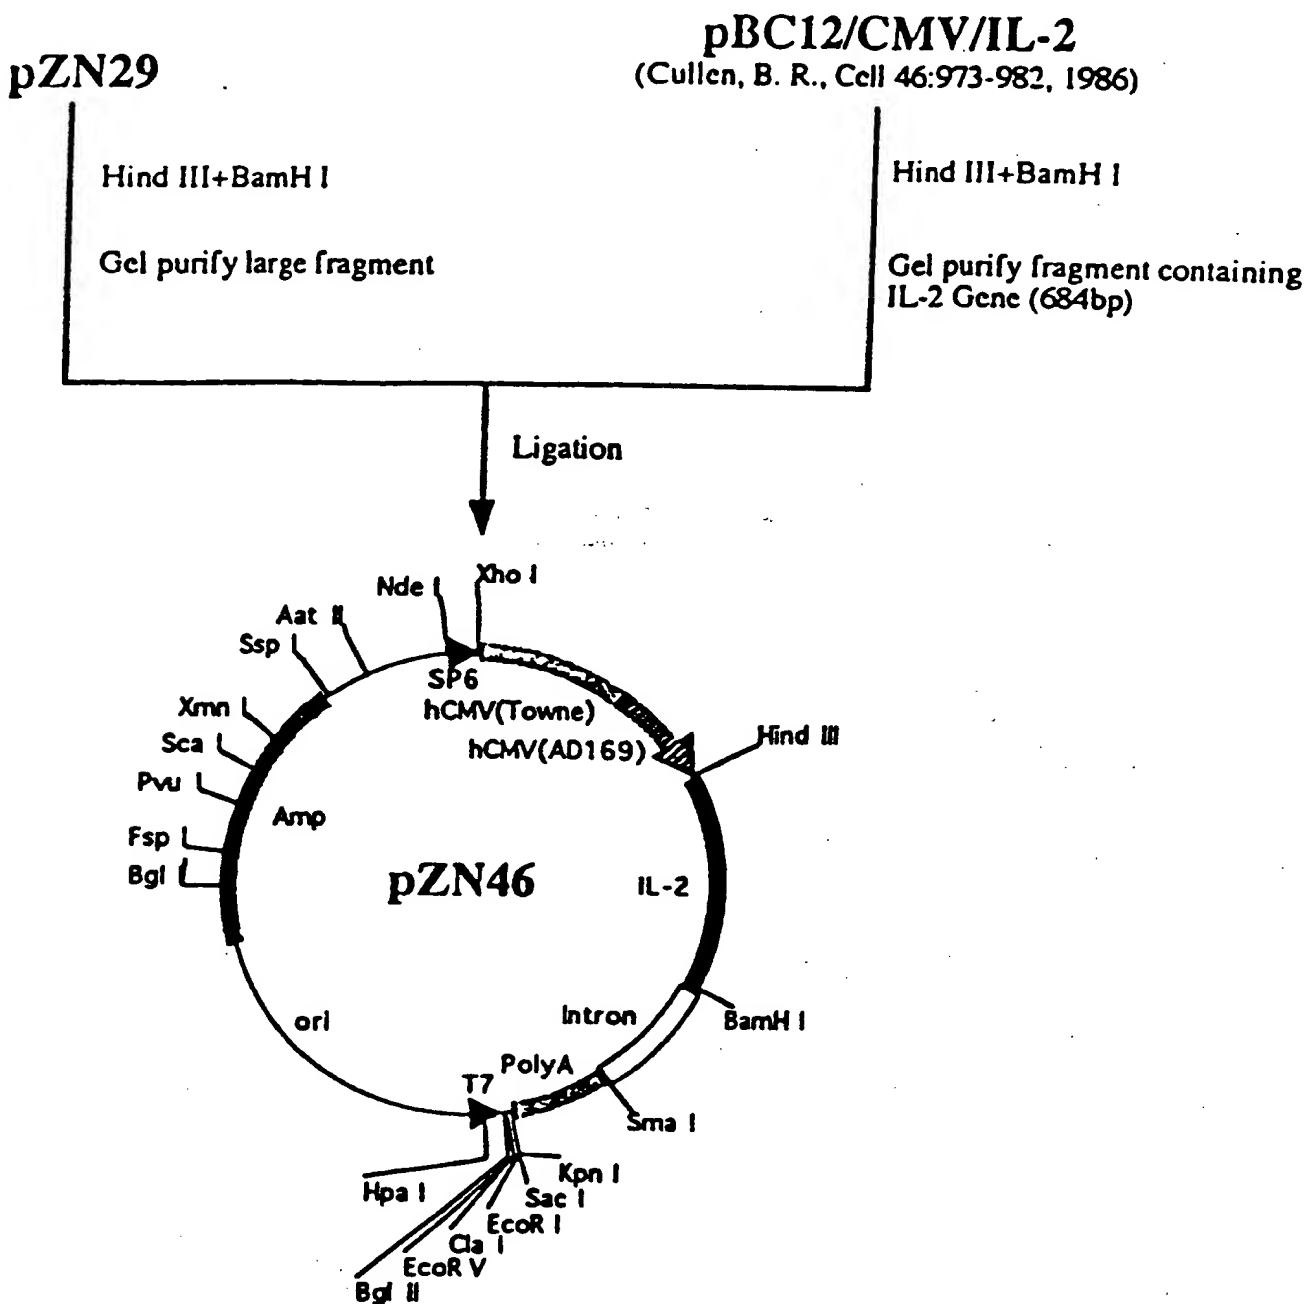 pBC12/CMV/IL-2
pZN29
(Cullen, B. R., Cell 46:973-982, 1986)
Hind III+BamH I
Hind III+BamH I
Gel purify large fragment
Gel purify fragment containing
IL-2 Gene (684bp)
Ligation
Xho I
Nde I
Aat II
Ssp I
SP6
hCMV(Towne)
hCMV(AD169)
Xmn I
Sca I
Pvu I
Hind III
Amp
Fsp I
Bgl I
pZN46
IL-2
ori
Intron
BamH I
PolyA
T7
Sma I
Kpn I
Hpa I
Sac I
EcoR I
Cla I
EcoR V
Bgl II